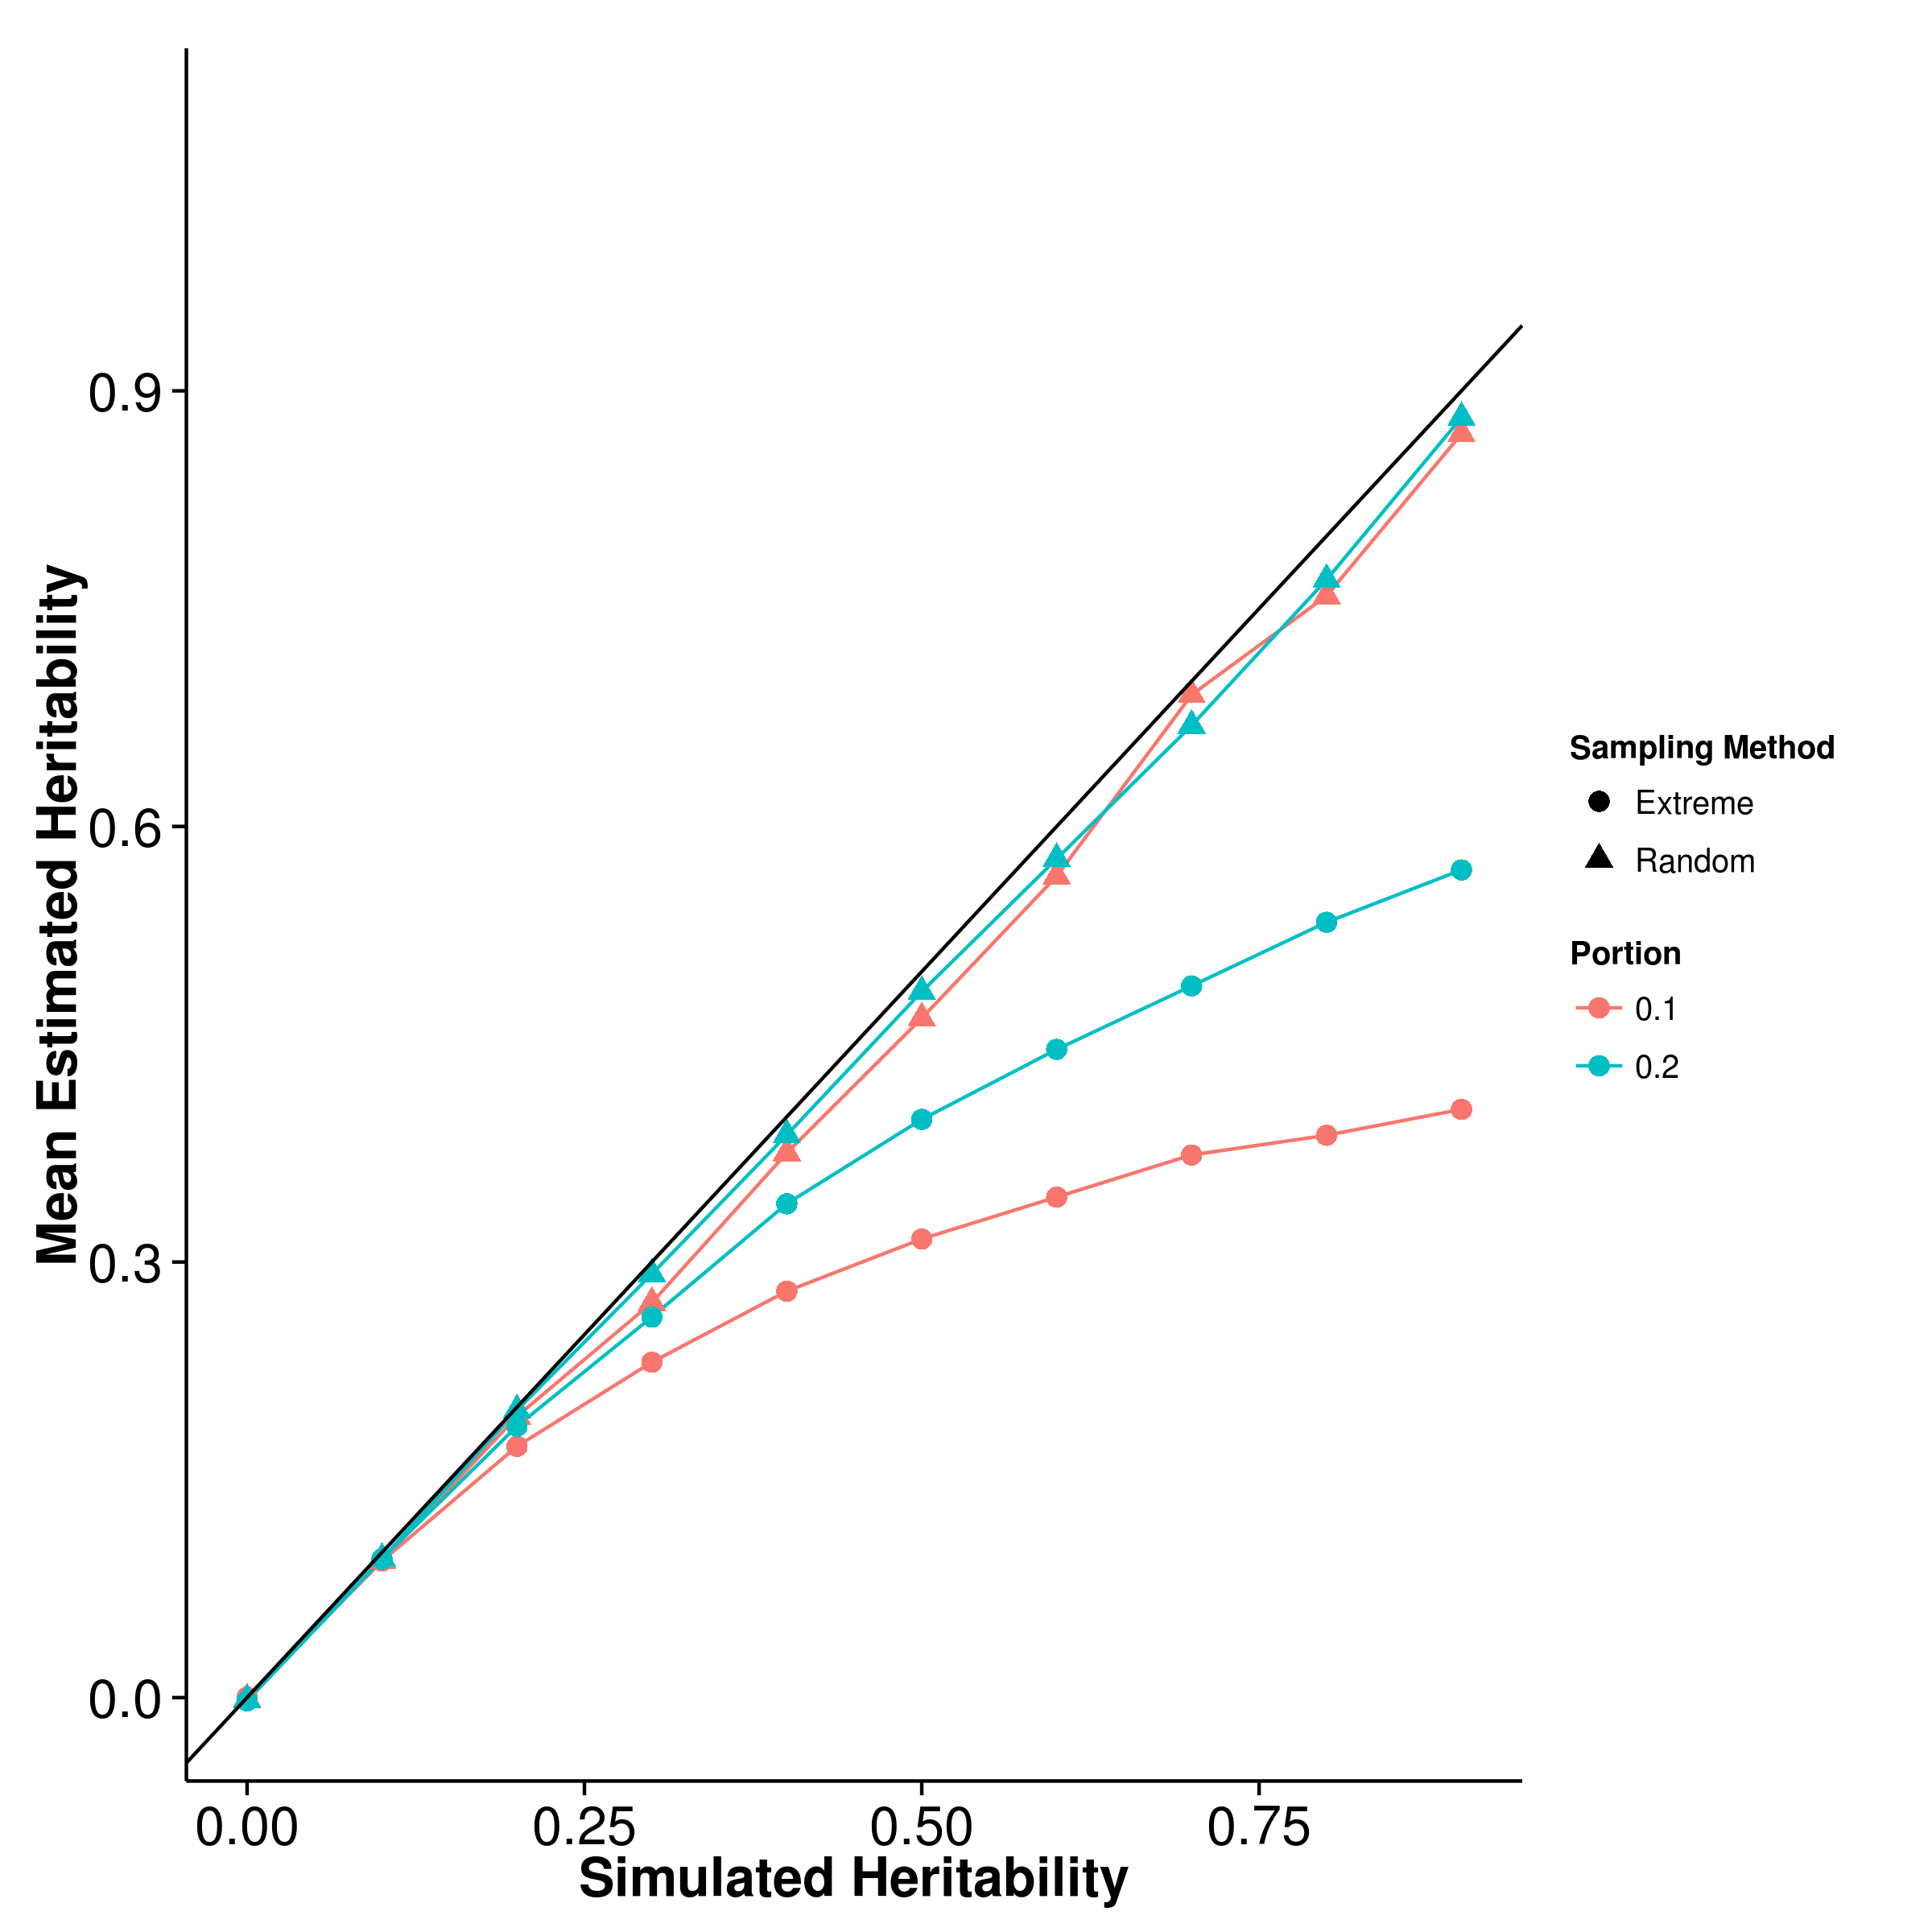 Mean Estimated Heritability
0.9
0.6
0.3
0.0
0.00 0.25 0.50 0.75
Simulated Heritability
Sampling Method
Extreme
Random
Portion
0.1
0.2